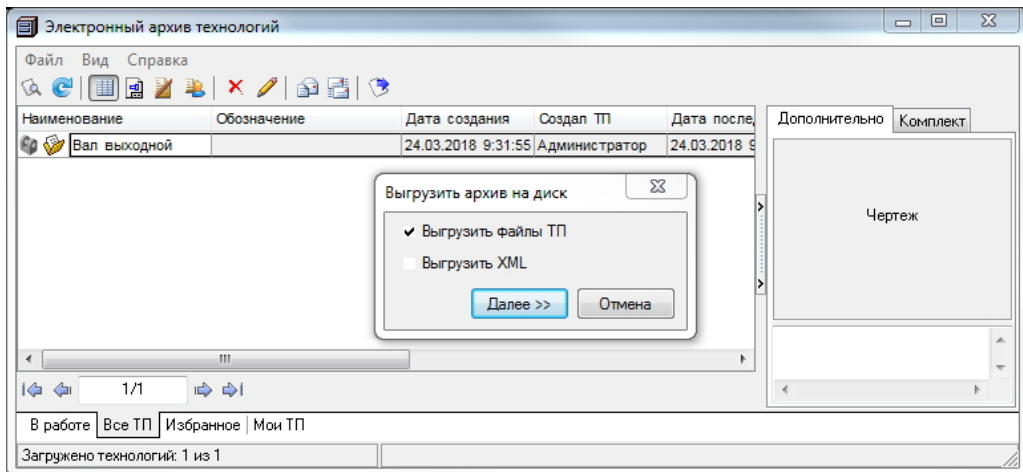 Электронный архив технологий
Файл Вид Справка
Наименование Обозначение Дата создания Создал ТП Дата послед
Вал выходной 24.03.2018 9:31:55 Администратор 24.03.2018 9
Дополнительно Комплект
Чертеж
Выгрузить архив на диск
Выгрузить файлы ТП
Выгрузить XML
Далее >> Отмена
1/1
В работе Все ТП Избранное Мои ТП
Загружено технологий: 1 из 1